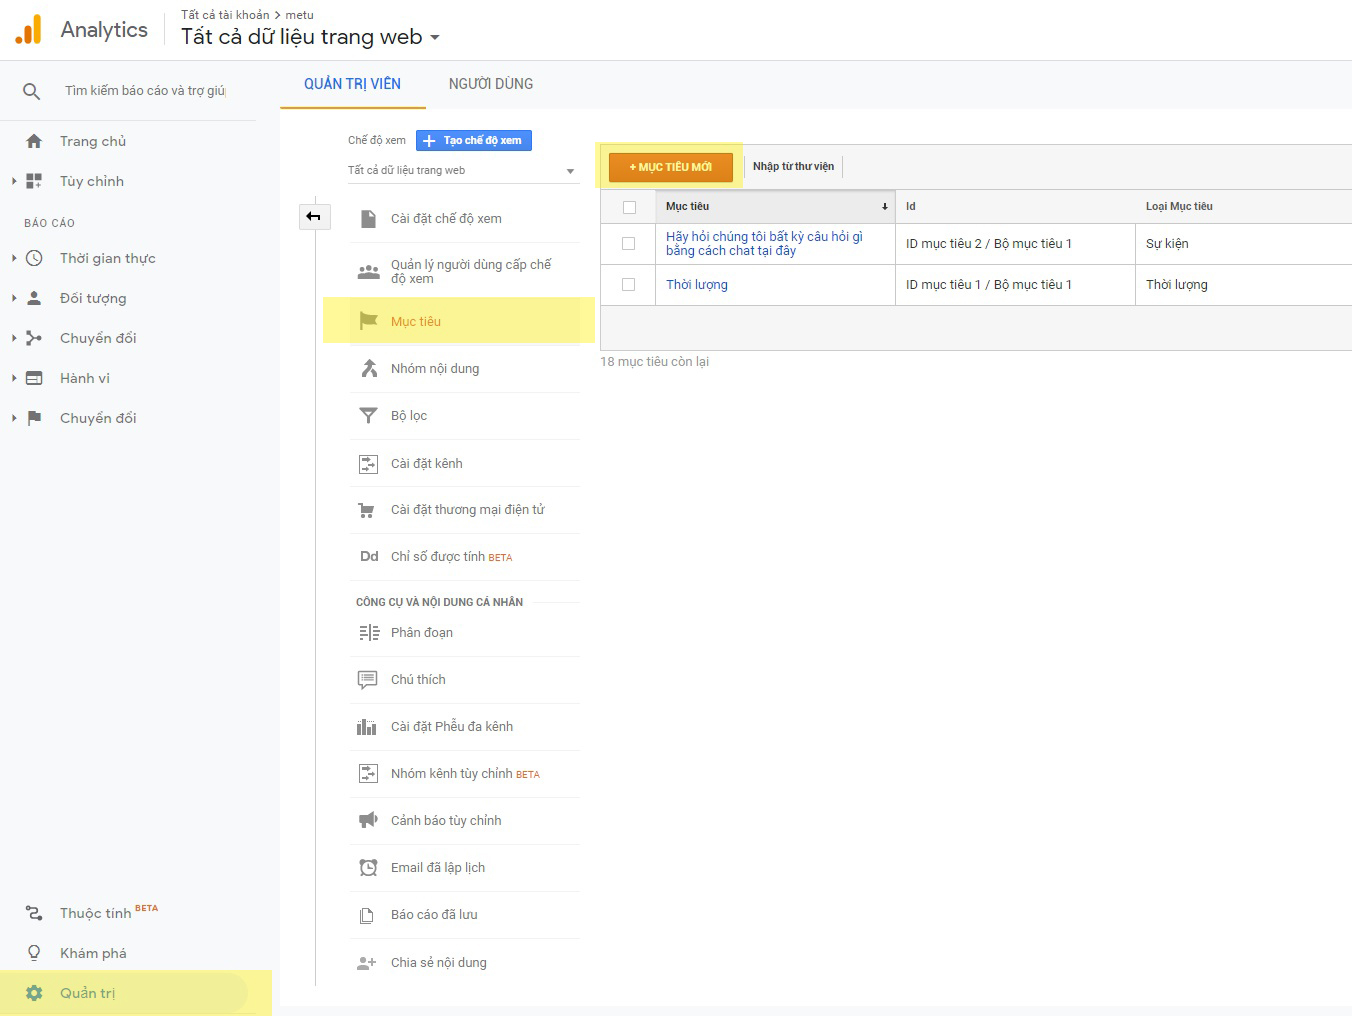 Analytics
Tất cả tài khoản > metu
Tất cả dữ liệu trang web
Tìm kiếm báo cáo và trợ giú
Trang chủ
Tùy chỉnh
BÁO CÁO
Thời gian thực
Đối tượng
Chuyển đổi
Hành vi
Chuyển đổi
Thuộc tính BETA
Khám phá
Quản trị
QUẢN TRỊ VIÊN
NGƯỜI DÙNG
Chế độ xem
+ Tạo chế độ xem
Tất cả dữ liệu trang web
Cài đặt chế độ xem
Quản lý người dùng cấp chế
độ xem
Mục tiêu
Nhóm nội dung
Bộ lọc
Cài đặt kênh
Cài đặt thương mại điện tử
Dd Chỉ số được tính BETA
CÔNG CỤ VÀ NỘI DUNG CÁ NHÂN
Phân đoạn
Chú thích
Cài đặt Phễu đa kênh
Nhóm kênh tùy chỉnh BETA
Cảnh báo tùy chỉnh
Email đã lập lịch
Báo cáo đã lưu
Chia sẻ nội dung
+ MỤC TIÊU MỚI
Nhập từ thư viện
Mục tiêu
Id
Loại Mục tiêu
Hãy hỏi chúng tôi bất kỳ câu hỏi gì
bằng cách chat tại đây
ID mục tiêu 2 / Bộ mục tiêu 1
Sự kiện
Thời lượng
ID mục tiêu 1 / Bộ mục tiêu 1
Thời lượng
18 mục tiêu còn lại